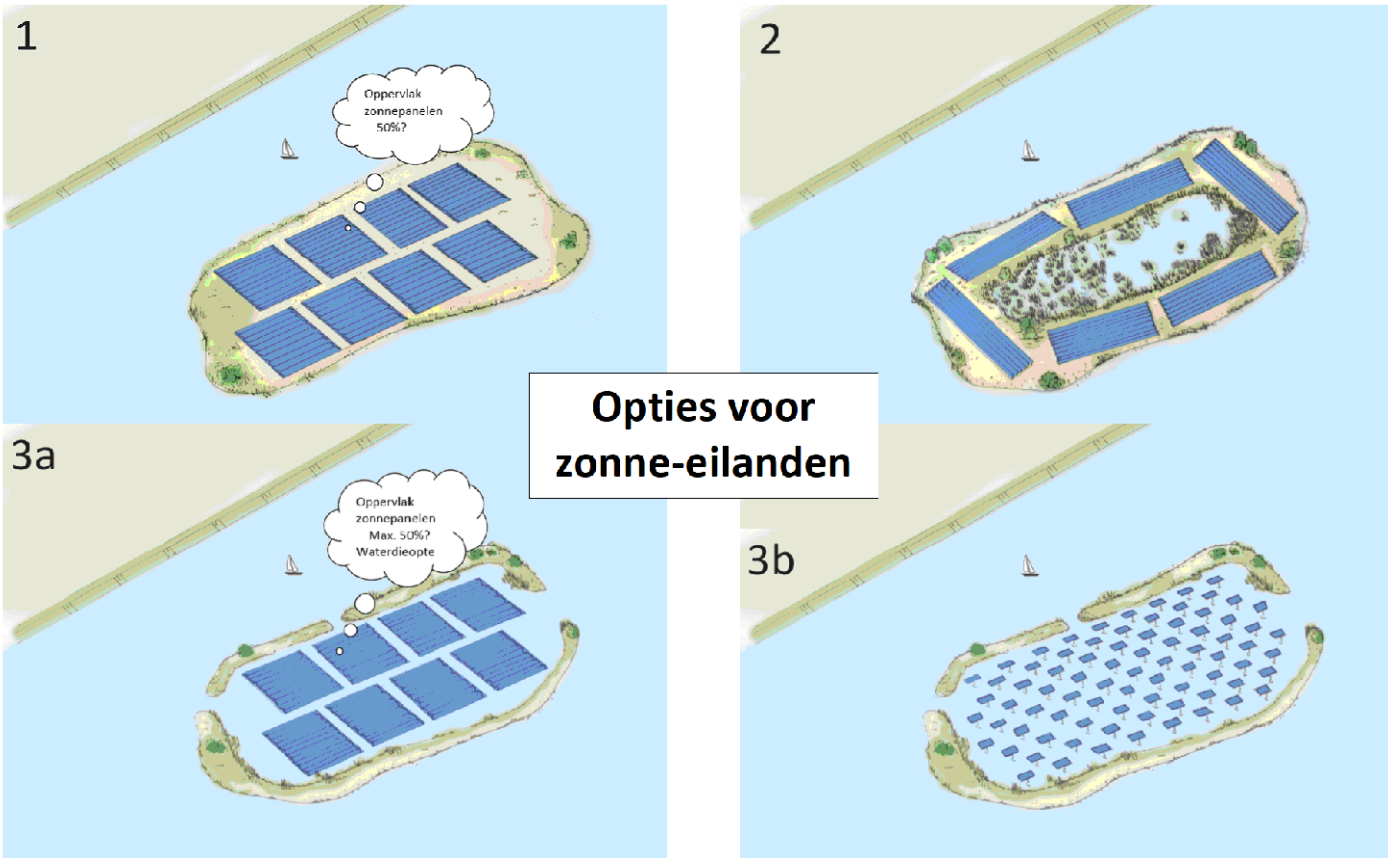 1
Oppervlak
zonnepanelen
50%?
2
Opties voor
zonne-eilanden
3a
Oppervlak
zonnepanelen
Max. 50%?
Waterdieopte
3b